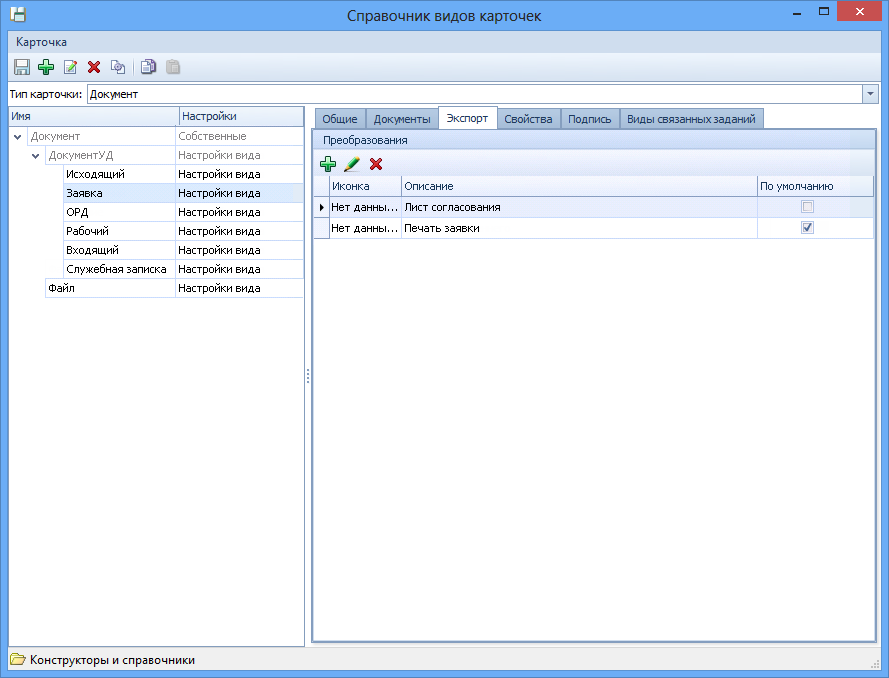 Справочник видов карточек
Карточка
Тип карточки: Документ
Имя Настройки
Документ Собственные
ДокументУД Настройки вида
Исходящий Настройки вида
Заявка Настройки вида
ОРД Настройки вида
Рабочий Настройки вида
Входящий Настройки вида
Служебная записка Настройки вида
Файл Настройки вида
Общие Документы Экспорт Свойства Подпись Виды связанных заданий
Преобразования
Иконка Описание По умолчанию
Нет данны... Лист согласования
Нет данны... Печать заявки
Конструкторы и справочники